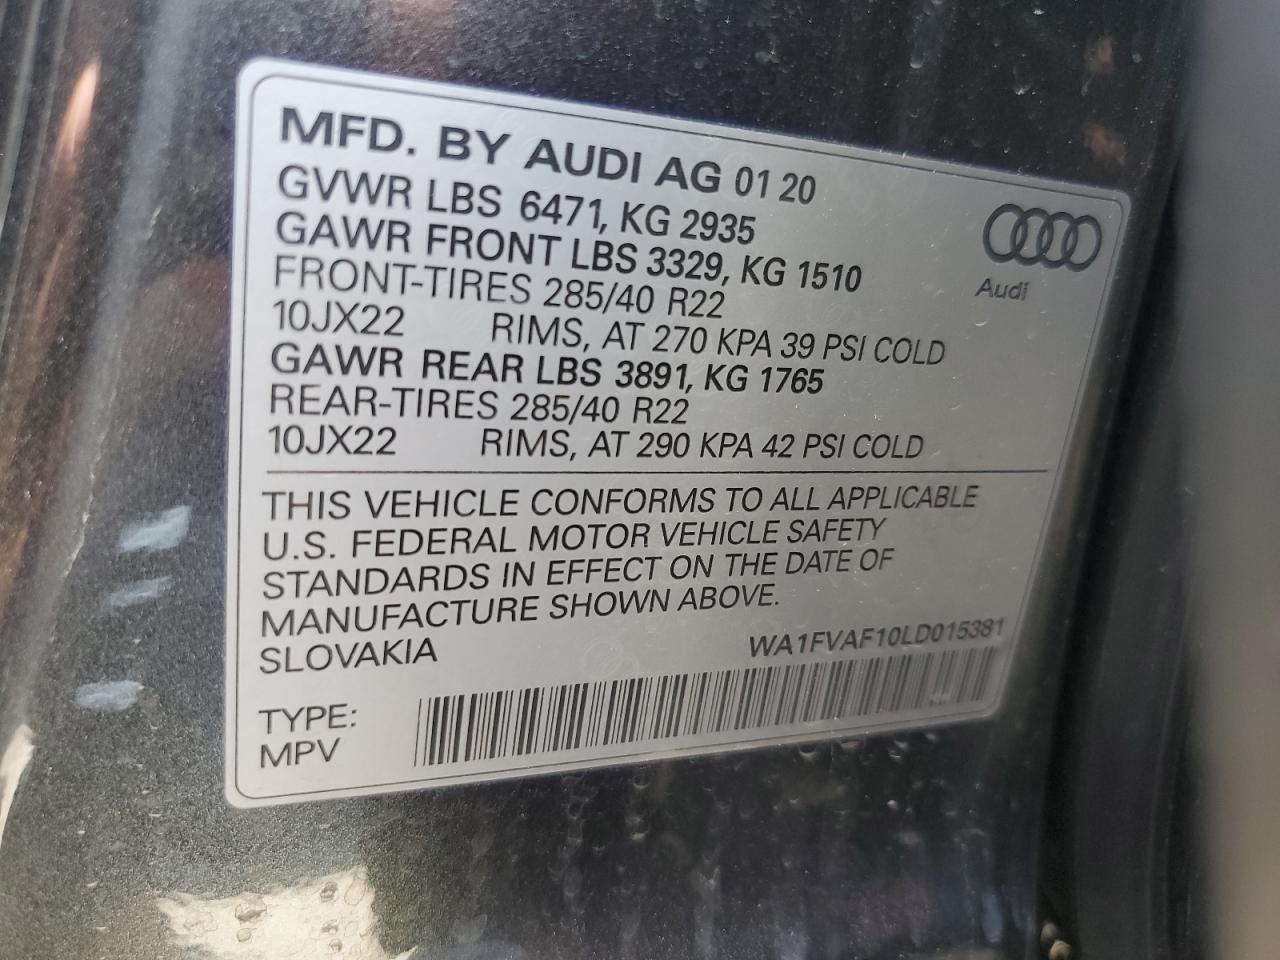 MFD. BY AUDI AG 01 20
GVWR LBS 6471, KG 2935
GAWR FRONT LBS 3329, KG 1510
FRONT-TIRES 285/40 R22
10JX22 RIMS, AT 270 KPA 39 PSI COLD
GAWR REAR LBS 3891, KG 1765
REAR-TIRES 285/40 R22
10JX22 RIMS, AT 290 KPA 42 PSI COLD
Audi
THIS VEHICLE CONFORMS TO ALL APPLICABLE
U.S. FEDERAL MOTOR VEHICLE SAFETY
STANDARDS IN EFFECT ON THE DATE OF
MANUFACTURE SHOWN ABOVE.
SLOVAKIA
WA1FVAF10LD015381
TYPE:
MPV